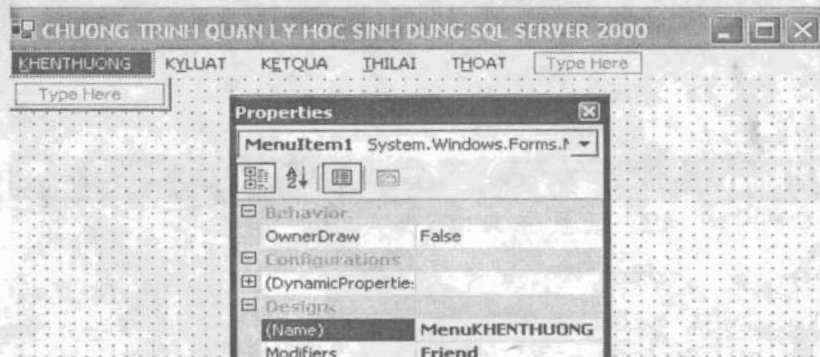 CHUONG TRINH QUAN LY HOC SINH DUNG SQL SERVER 2000
KHENTHUONG KYLUAT KETQUA THILAI THOAT Type Here
Type Here
Properties
MenuItem1 System.Windows.Forms.M
Behavior
OwnerDraw False
Configurations
(DynamicPropertie:
Design
(Name) MenuKHENTHUONG
Modifiers Friend